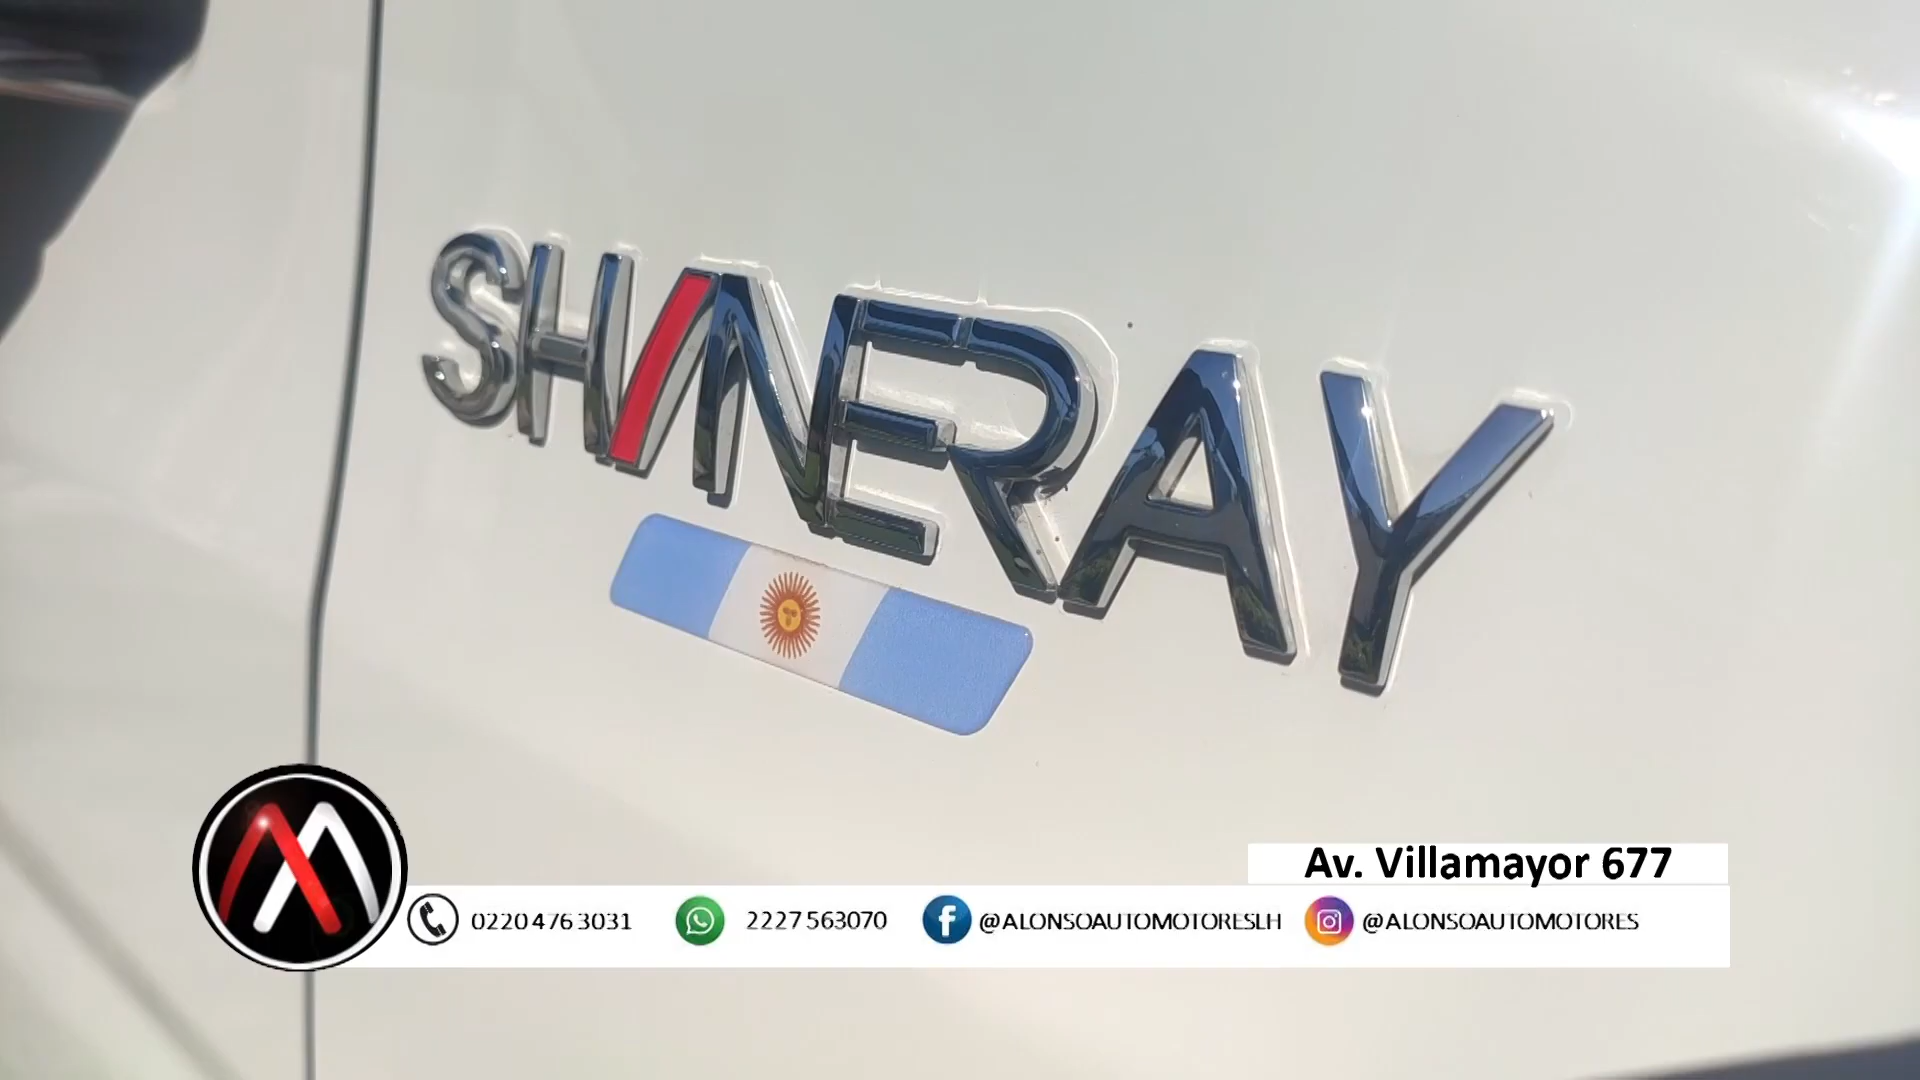 SHINERAY
Av. Villamayor 677
0220 476 3031 2227 563070 @ALONSOAUTOMOTORESLH @ALONSOAUTOMOTORES